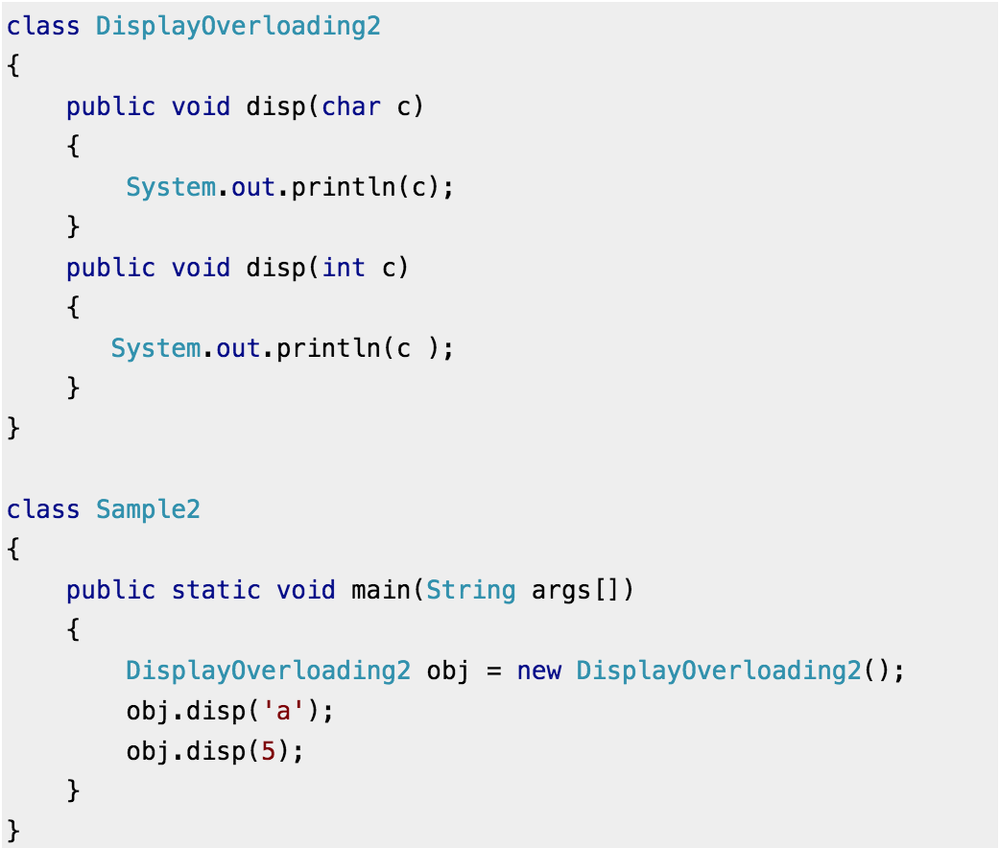 class DisplayOverloading2
{
    public void disp(char c)
    {
        System.out.println(c);
    }
    public void disp(int c)
    {
       System.out.println(c );
    }
}

class Sample2
{
    public static void main(String args[])
    {
        DisplayOverloading2 obj = new DisplayOverloading2();
        obj.disp('a');
        obj.disp(5);
    }
}